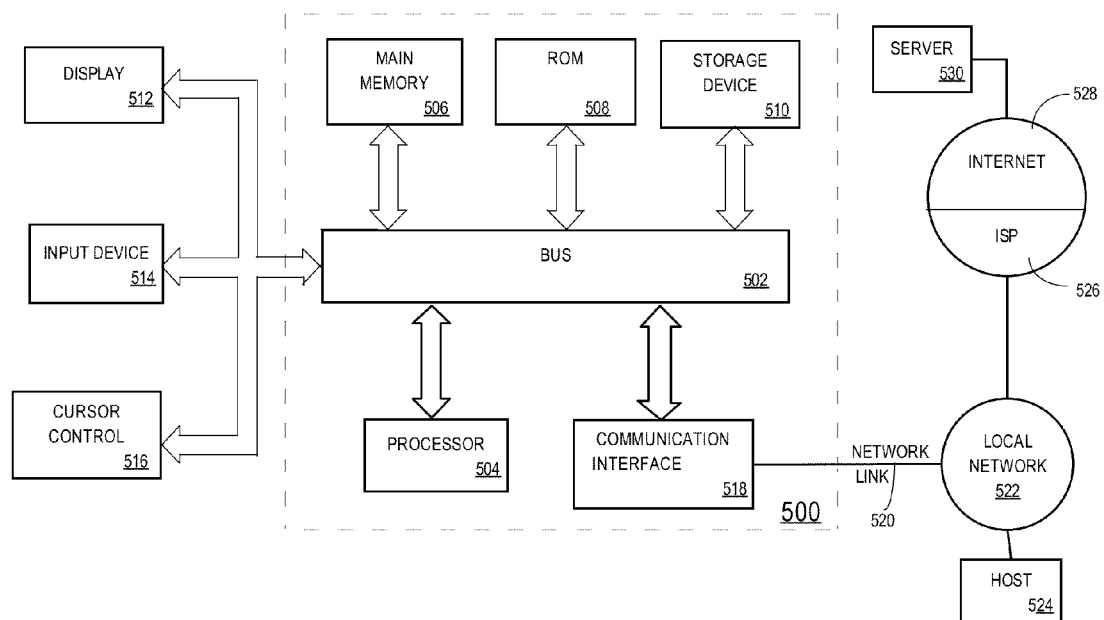 DISPLAY
512
INPUT DEVICE
514
CURSOR
CONTROL
516
MAIN
MEMORY
506
ROM
508
STORAGE
DEVICE
510
BUS
502
PROCESSOR
504
COMMUNICATION
INTERFACE
518
500
SERVER
530
528
INTERNET
ISP
526
NETWORK
LINK
520
LOCAL
NETWORK
522
HOST
524